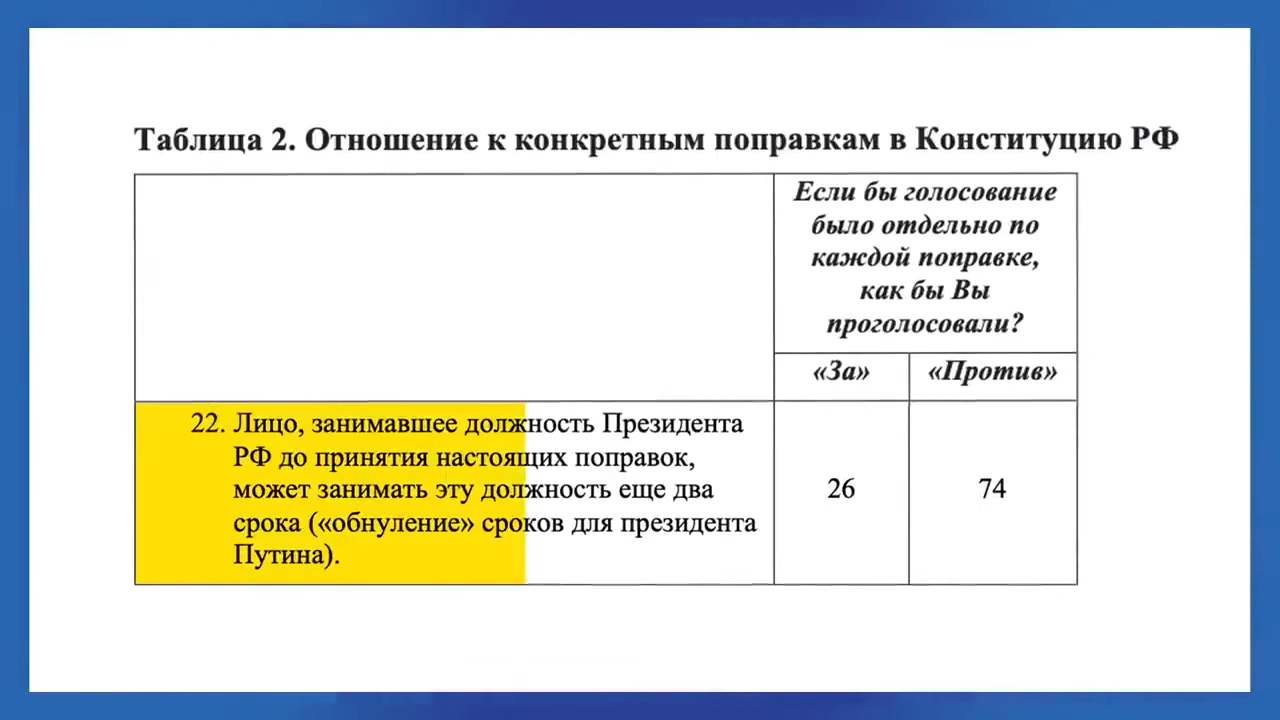 Таблица 2. Отношение к конкретным поправкам в Конституцию РФ
Если бы голосование
было отдельно по
каждой поправке,
как бы Вы
проголосовали?
«За» «Против»
22. Лицо, занимавшее должность Президента
РФ до принятия настоящих поправок,
может занимать эту должность еще два
срока («обнуление» сроков для президента
Путина).
26 74